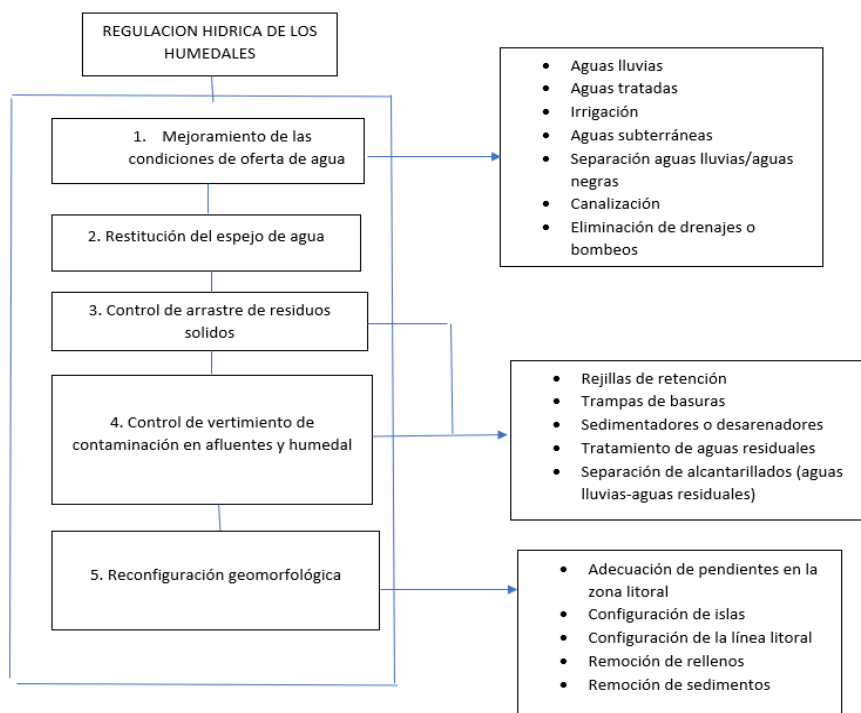 REGULACION HIDRICA DE LOS
HUMEDALES
1. Mejoramiento de las
condiciones de oferta de agua
2. Restitución del espejo de agua
3. Control de arrastre de residuos
solidos
4. Control de vertimiento de
contaminación en afluentes y humedal
5. Reconfiguración geomorfológica
• Aguas lluvias
• Aguas tratadas
• Irrigación
• Aguas subterráneas
• Separación aguas lluvias/aguas
negras
• Canalización
• Eliminación de drenajes o
bombeos
• Rejillas de retención
• Trampas de basuras
• Sedimentadores o desarenadores
• Tratamiento de aguas residuales
• Separación de alcantarillados (aguas
lluvias-aguas residuales)
• Adecuación de pendientes en la
zona litoral
• Configuración de islas
• Configuración de la línea litoral
• Remoción de rellenos
• Remoción de sedimentos